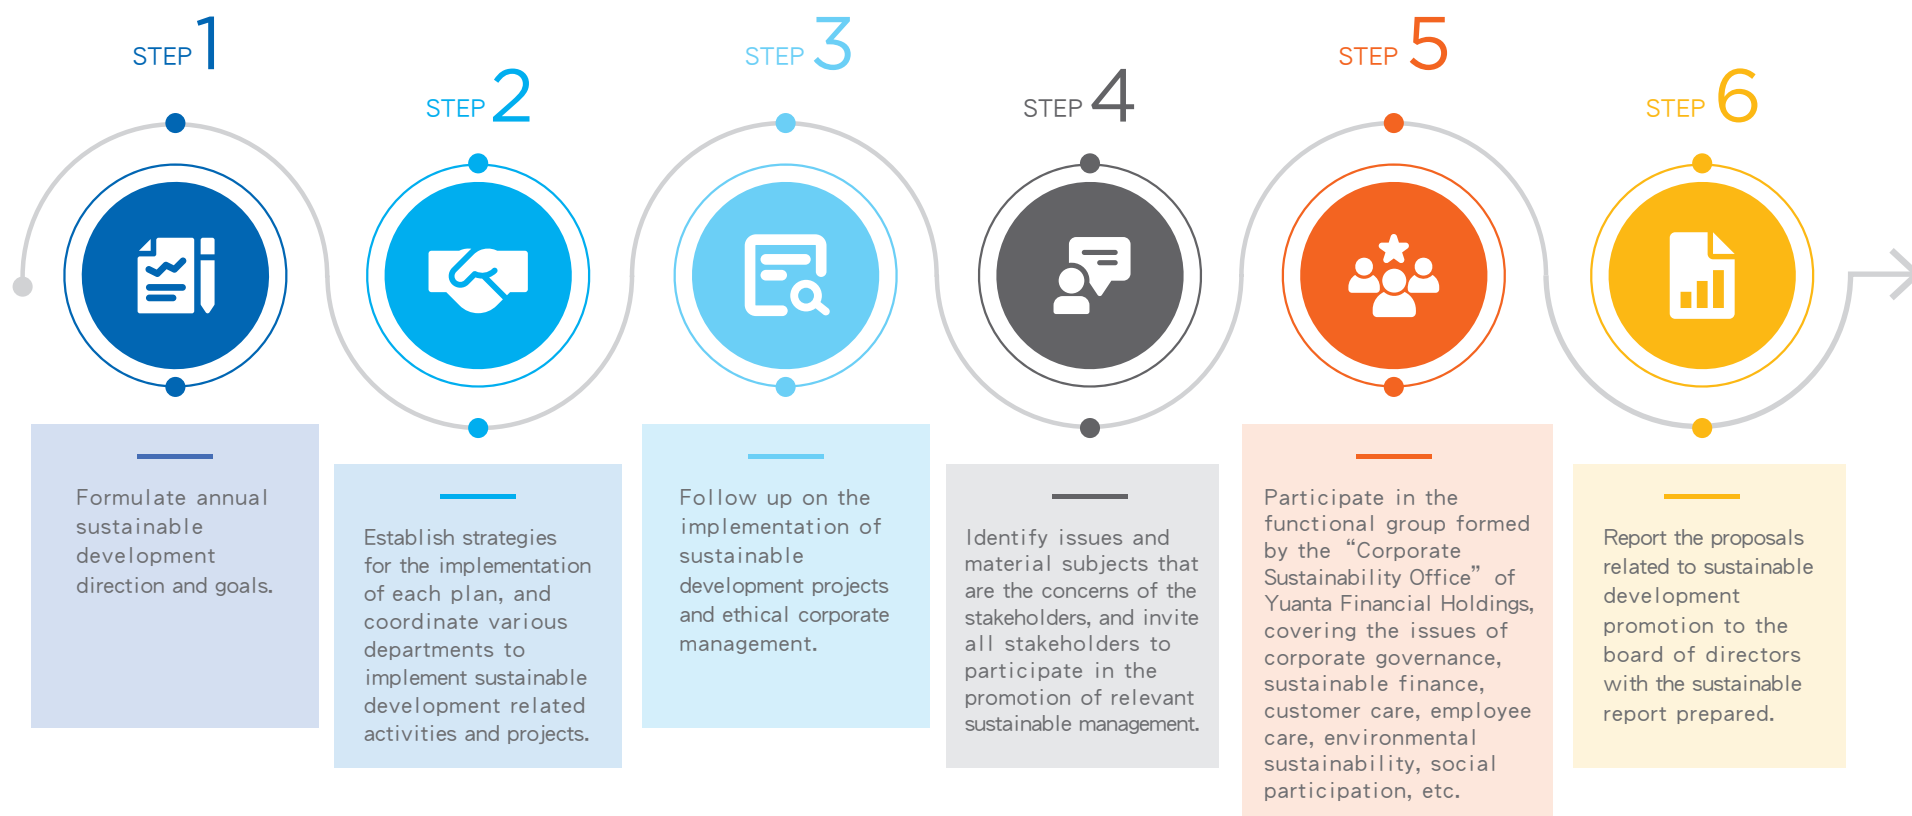 STEP 1
Formulate annual
sustainable
development
direction and goals.
STEP 2
Establish strategies
for the implementation
of each plan, and
coordinate various
departments to
implement sustainable
development related
activities and projects.
STEP 3
Follow up on the
implementation of
sustainable
development projects
and ethical corporate
management.
STEP 4
Identify issues and
material subjects that
are the concerns of the
stakeholders, and invite
all stakeholders to
participate in the
promotion of relevant
sustainable management.
STEP 5
Participate in the
functional group formed
by the “Corporate
Sustainability Office” of
Yuanta Financial Holdings,
covering the issues of
corporate governance,
sustainable finance,
customer care, employee
care, environmental
sustainability, social
participation, etc.
STEP 6
Report the proposals
related to sustainable
development
promotion to the
board of directors
with the sustainable
report prepared.